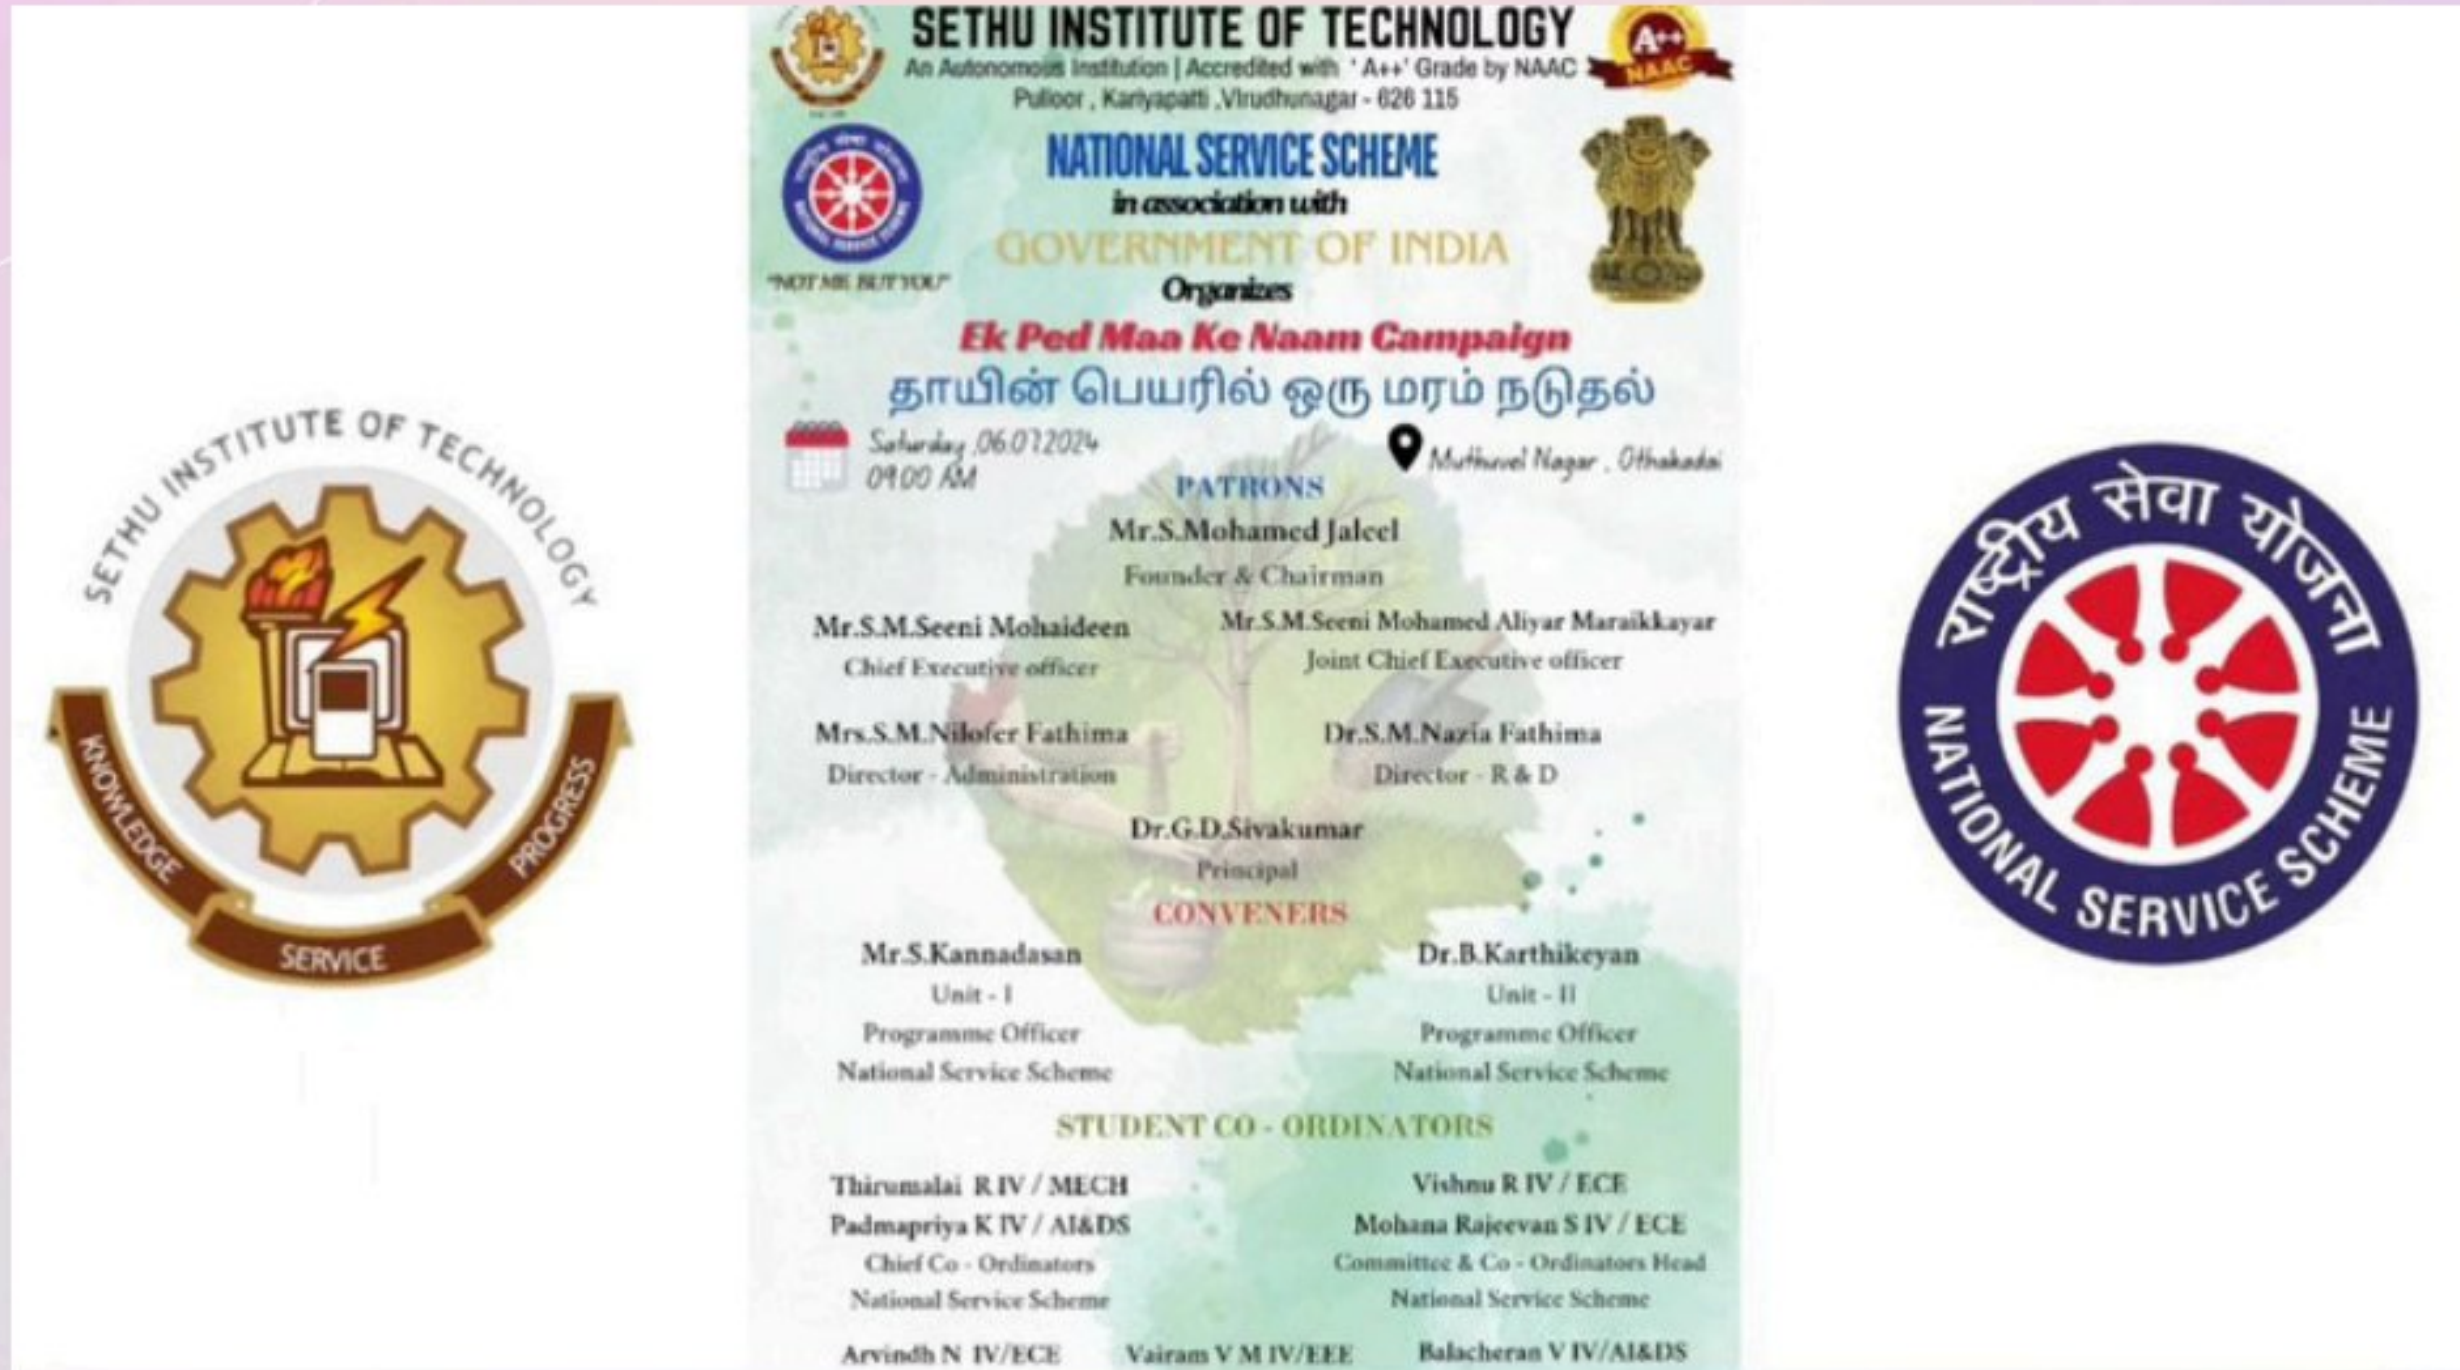 SETHU INSTITUTE OF TECHNOLOGY
KNOWLEDGE
SERVICE
PROGRESS
SETHU INSTITUTE OF TECHNOLOGY
An Autonomous Institution | Accredited with ' A++' Grade by NAAC
Pulloor , Kariyapatti ,Virudhunagar - 626 115
A++
NAAC
NATIONAL SERVICE SCHEME
in association with
GOVERNMENT OF INDIA
"NOT ME BUT YOU"
Organizes
Ek Ped Maa Ke Naam Campaign
தாயின் பெயரில் ஒரு மரம் நடுதல்
Saturday ,06.07.2024
09.00 AM
Muthuvel Nagar , Othakadai
PATRONS
Mr.S.Mohamed Jaleel
Founder & Chairman
Mr.S.M.Seeni Mohaideen
Chief Executive officer
Mr.S.M.Seeni Mohamed Aliyar Maraikkayar
Joint Chief Executive officer
Mrs.S.M.Nilofer Fathima
Director - Administration
Dr.S.M.Nazia Fathima
Director - R & D
Dr.G.D.Sivakumar
Principal
CONVENERS
Mr.S.Kannadasan
Unit - I
Programme Officer
National Service Scheme
Dr.B.Karthikeyan
Unit - II
Programme Officer
National Service Scheme
STUDENT CO - ORDINATORS
Thirumalai R IV / MECH
Padmapriya K IV / AI&DS
Chief Co - Ordinators
National Service Scheme
Vishnu R IV / ECE
Mohana Rajeevan S IV / ECE
Committee & Co - Ordinators Head
National Service Scheme
Arvindh N IV/ECE
Vairam V M IV/EEE
Balacheran V IV/AI&DS
राष्ट्रीय सेवा योजना
NATIONAL SERVICE SCHEME